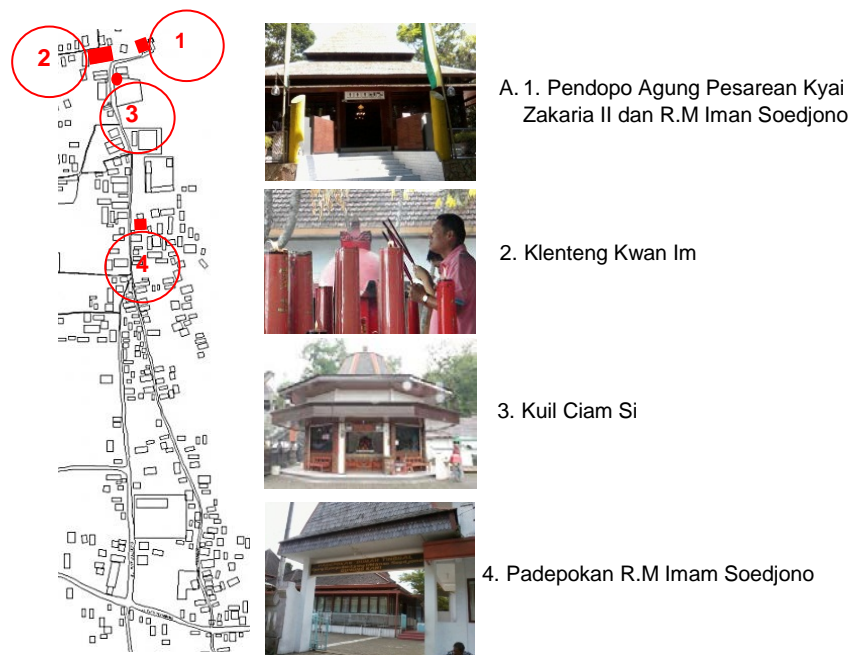 1
2
3
4
A. 1. Pendopo Agung Pesarean Kyai
Zakaria II dan R.M Iman Soedjono
2. Klenteng Kwan Im
3. Kuil Ciam Si
4. Padepokan R.M Imam Soedjono